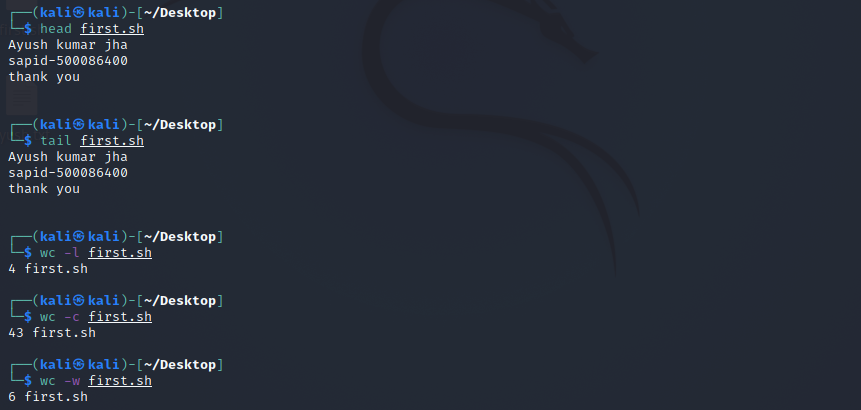 ┌──(kali㉿kali)-[~/Desktop]
└─$ head first.sh
Ayush kumar jha
sapid-500086400
thank you
┌──(kali㉿kali)-[~/Desktop]
└─$ tail first.sh
Ayush kumar jha
sapid-500086400
thank you
┌──(kali㉿kali)-[~/Desktop]
└─$ wc -l first.sh
4 first.sh
┌──(kali㉿kali)-[~/Desktop]
└─$ wc -c first.sh
43 first.sh
┌──(kali㉿kali)-[~/Desktop]
└─$ wc -w first.sh
6 first.sh